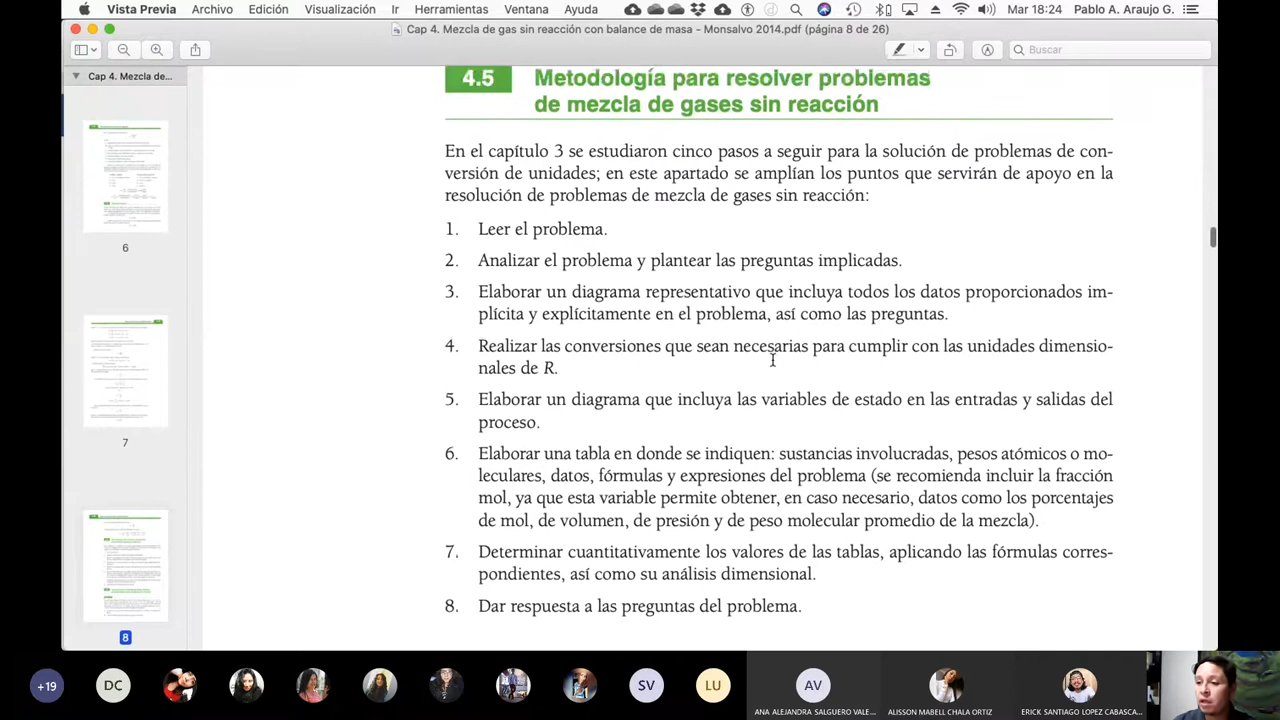 Vista Previa Archivo Edición Visualización Ir Herramientas Ventana Ayuda Mar 18:24 Pablo A. Araujo G.
Cap 4. Mezcla de gas sin reacción con balance de masa - Monsalvo 2014.pdf (página 8 de 26)
Buscar
Cap 4. Mezcla de...
6
7
8
4.5 Metodología para resolver problemas
de mezcla de gases sin reacción
En el capítulo 2 se estudiaron cinco pasos a seguir para la solución de problemas de con-
versión de unidades; en este apartado se amplían los puntos que servirán de apoyo en la
resolución de problemas de mezcla de gases sin reacción:
1. Leer el problema.
2. Analizar el problema y plantear las preguntas implicadas.
3. Elaborar un diagrama representativo que incluya todos los datos proporcionados im-
plícita y explícitamente en el problema, así como las preguntas.
4. Realizar las conversiones que sean necesarias para cumplir con las unidades dimensio-
nales de R.
5. Elaborar un diagrama que incluya las variables de estado en las entradas y salidas del
proceso.
6. Elaborar una tabla en donde se indiquen: sustancias involucradas, pesos atómicos o mo-
leculares, datos, fórmulas y expresiones del problema (se recomienda incluir la fracción
mol, ya que esta variable permite obtener, en caso necesario, datos como los porcentajes
de mol, de volumen, de presión y de peso molecular promedio de la mezcla).
7. Determinar cuantitativamente los valores de las tablas, aplicando las fórmulas corres-
pondientes, así como su análisis dimensional.
8. Dar respuesta a las preguntas del problema.
+19 DC SV LU AV
ANA ALEJANDRA SALGUERO VALE... ALISSON MABELL CHALA ORTIZ ERICK SANTIAGO LOPEZ CABASCA...